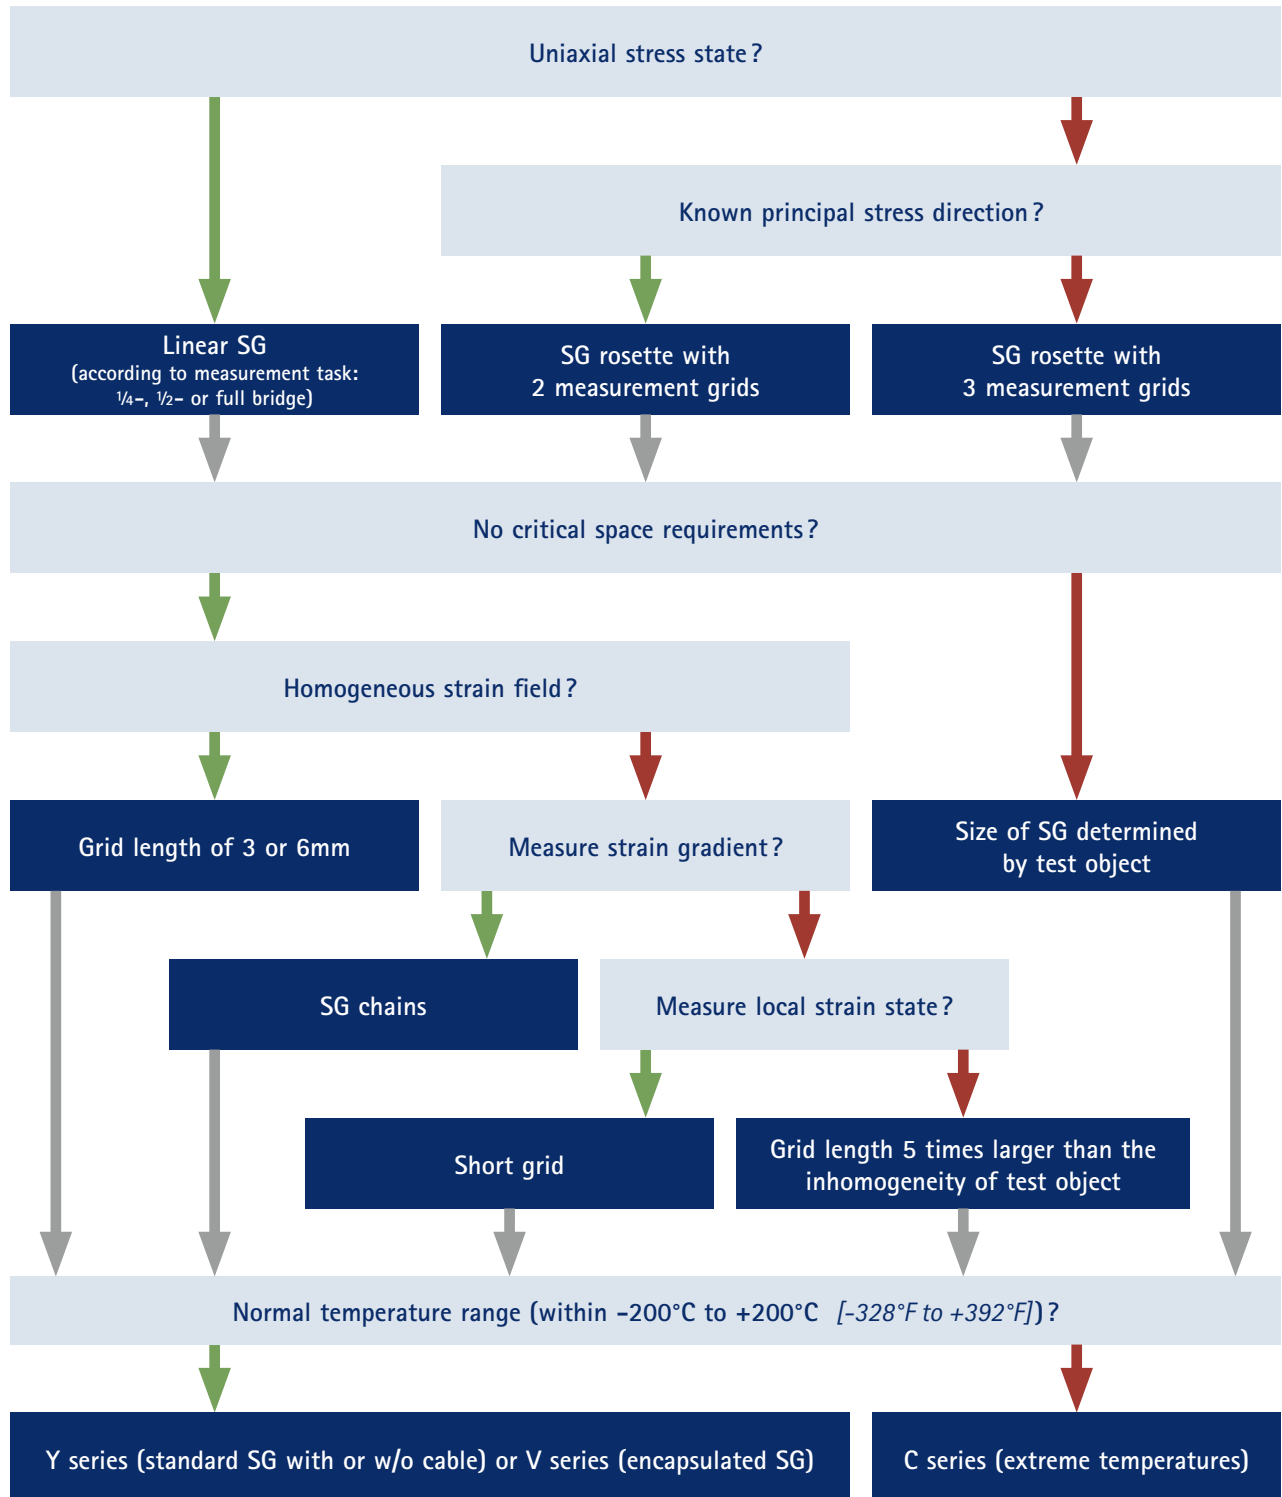 Uniaxial stress state?
Known principal stress direction?
Linear SG
(according to measurement task:
¼-, ½- or full bridge)
SG rosette with
2 measurement grids
SG rosette with
3 measurement grids
No critical space requirements?
Homogeneous strain field?
Grid length of 3 or 6mm
Measure strain gradient?
Size of SG determined
by test object
SG chains
Measure local strain state?
Short grid
Grid length 5 times larger than the
inhomogeneity of test object
Normal temperature range (within -200°C to +200°C [-328°F to +392°F])?
Y series (standard SG with or w/o cable) or V series (encapsulated SG)
C series (extreme temperatures)